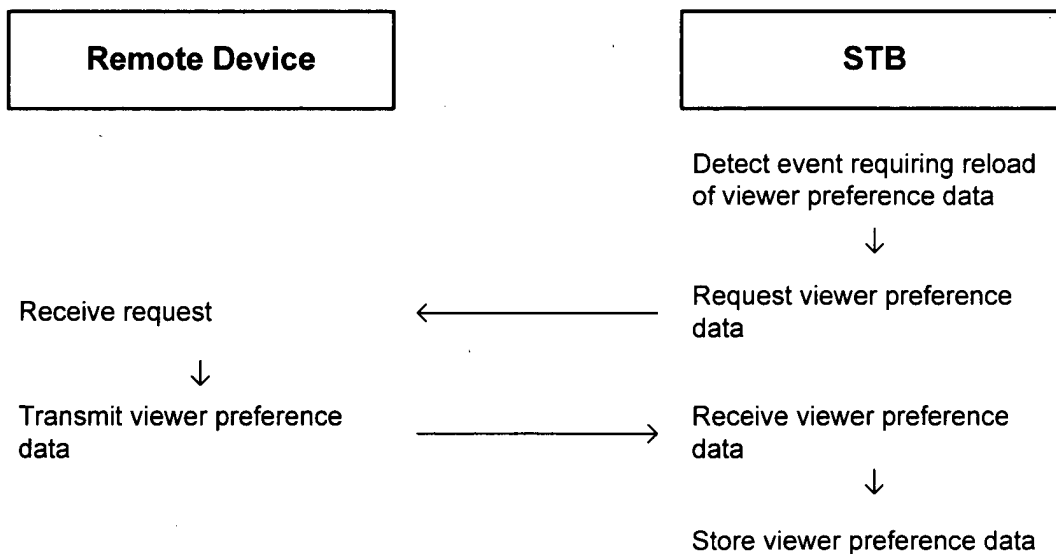 Remote Device
STB
Detect event requiring reload
of viewer preference data
Receive request
Request viewer preference
data
Transmit viewer preference
data
Receive viewer preference
data
Store viewer preference data